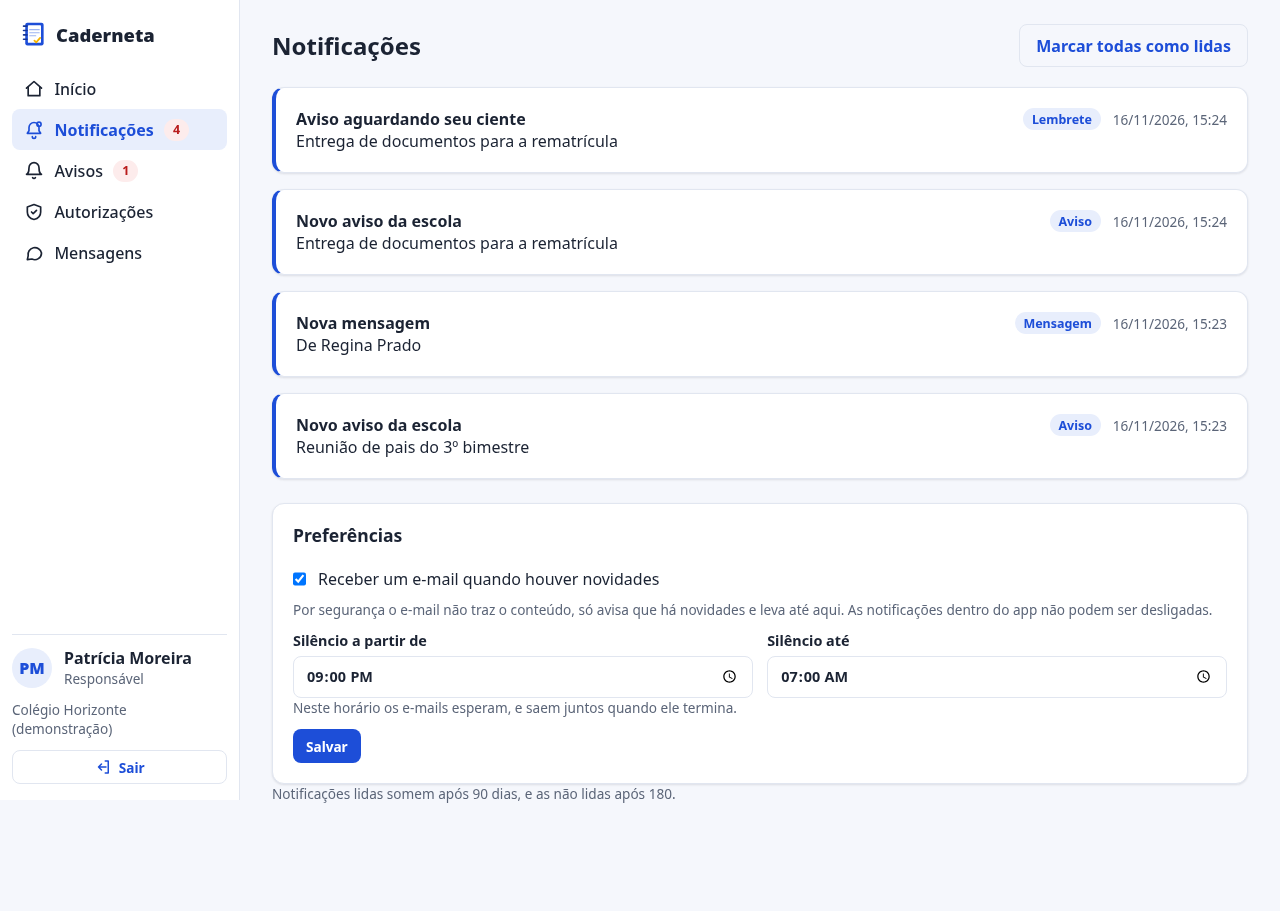 Caderneta
Início
Notificações 4
Avisos 1
Autorizações
Mensagens
Patrícia Moreira
PM
Responsável
Colégio Horizonte
(demonstração)
Sair
Notificações
Marcar todas como lidas
Aviso aguardando seu ciente
Lembrete 16/11/2026, 15:24
Entrega de documentos para a rematrícula
Novo aviso da escola
Aviso 16/11/2026, 15:24
Entrega de documentos para a rematrícula
Nova mensagem
Mensagem 16/11/2026, 15:23
De Regina Prado
Novo aviso da escola
Aviso 16/11/2026, 15:23
Reunião de pais do 3º bimestre
Preferências
Receber um e-mail quando houver novidades
Por segurança o e-mail não traz o conteúdo, só avisa que há novidades e leva até aqui. As notificações dentro do app não podem ser desligadas.
Silêncio a partir de
09:00 PM
Silêncio até
07:00 AM
Neste horário os e-mails esperam, e saem juntos quando ele termina.
Salvar
Notificações lidas somem após 90 dias, e as não lidas após 180.